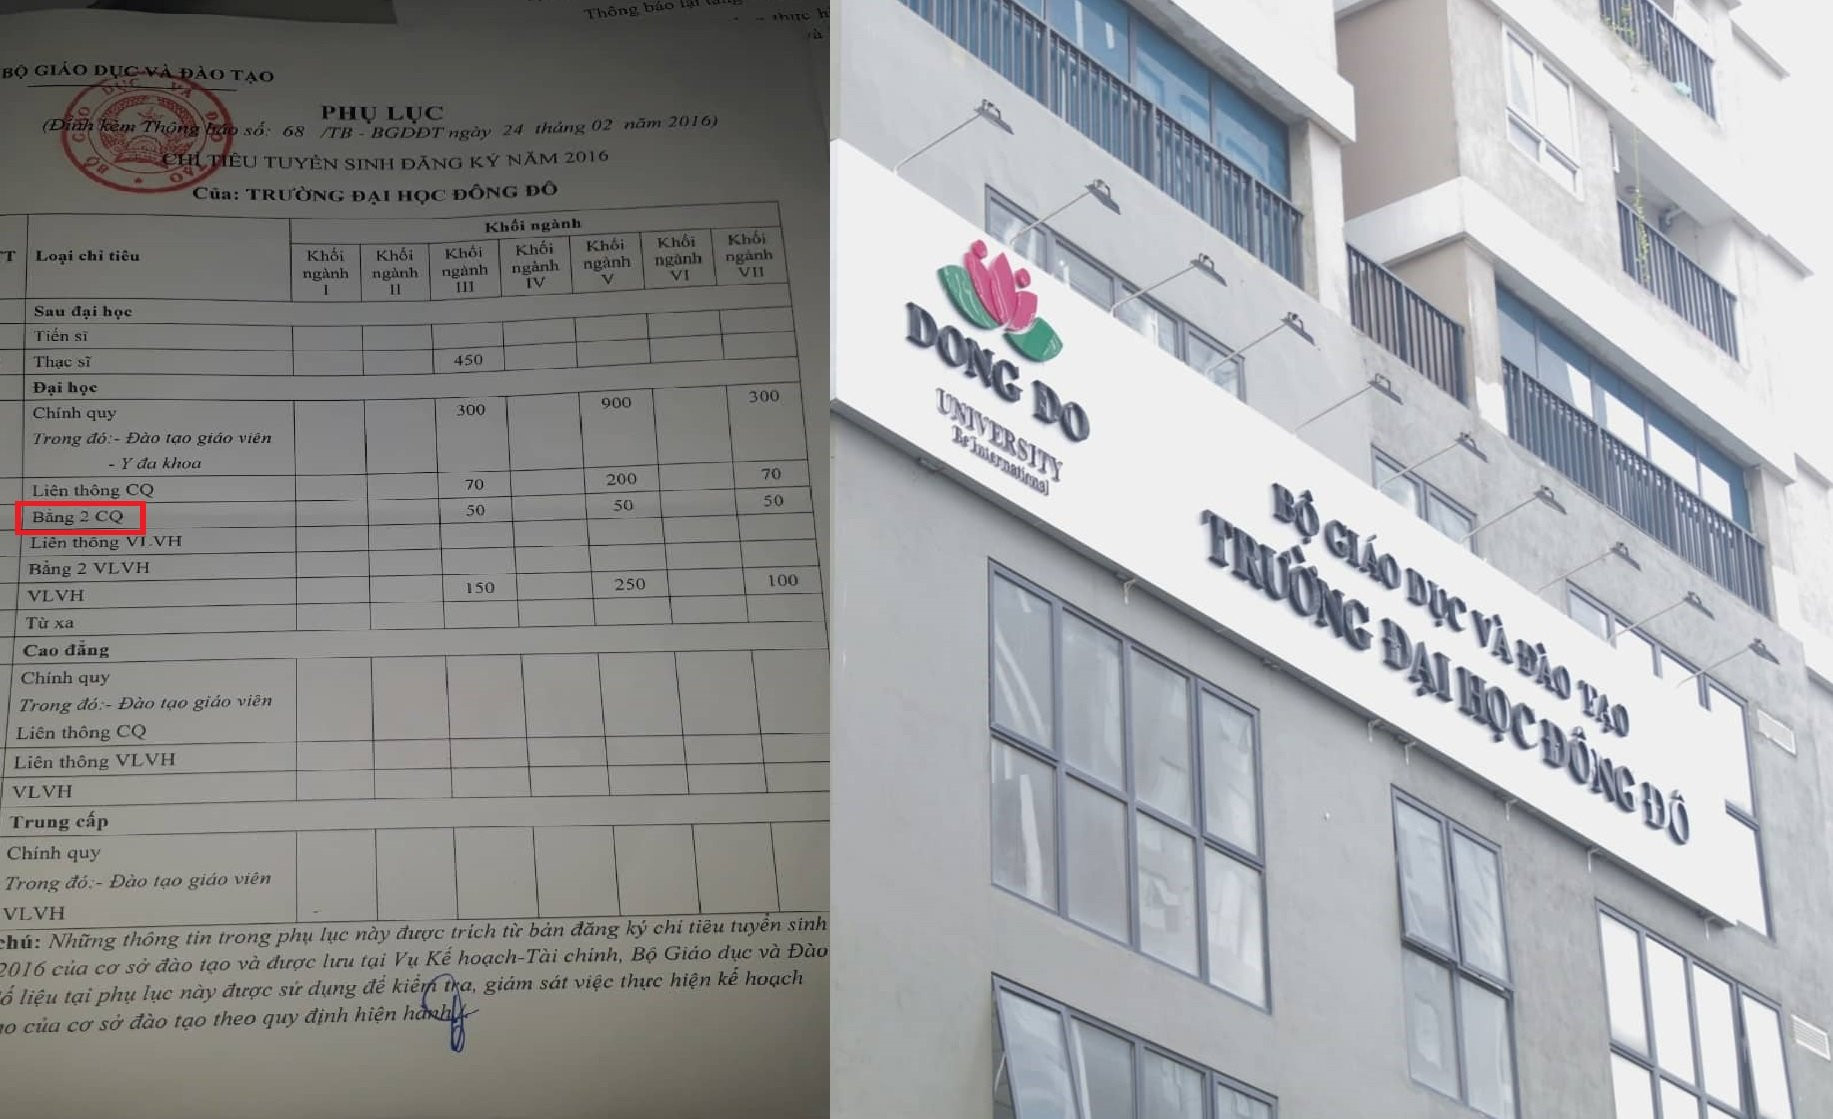 Thông báo lại
BỘ GIÁO DỤC VÀ ĐÀO TẠO
BỘ GIÁO DỤC VÀ ĐÀO TẠO
PHỤ LỤC
(Đính kèm Thông báo số: 68 /TB - BGDĐT ngày 24 tháng 02 năm 2016)
CHỈ TIÊU TUYỂN SINH ĐĂNG KÝ NĂM 2016
Của: TRƯỜNG ĐẠI HỌC ĐÔNG ĐÔ
T Loại chỉ tiêu Khối ngành
Khối ngành I Khối ngành II Khối ngành III Khối ngành IV Khối ngành V Khối ngành VI Khối ngành VII
Sau đại học
Tiến sĩ
Thạc sĩ 450
Đại học
Chính quy 300 900 300
Trong đó:- Đào tạo giáo viên
- Y đa khoa
Liên thông CQ 70 200 70
Bằng 2 CQ 50 50 50
Liên thông VLVH
Bằng 2 VLVH
VLVH 150 250 100
Từ xa
Cao đẳng
Chính quy
Trong đó:- Đào tạo giáo viên
Liên thông CQ
Liên thông VLVH
VLVH
Trung cấp
Chính quy
Trong đó:- Đào tạo giáo viên
VLVH
chú: Những thông tin trong phụ lục này được trích từ bản đăng ký chỉ tiêu tuyển sinh
2016 của cơ sở đào tạo và được lưu tại Vụ Kế hoạch-Tài chính, Bộ Giáo dục và Đào
ố liệu tại phụ lục này được sử dụng để kiểm tra, giám sát việc thực hiện kế hoạch
o của cơ sở đào tạo theo quy định hiện hành.
DONG DO
UNIVERSITY
Be International
BỘ GIÁO DỤC VÀ ĐÀO TẠO
TRƯỜNG ĐẠI HỌC ĐÔNG ĐÔ